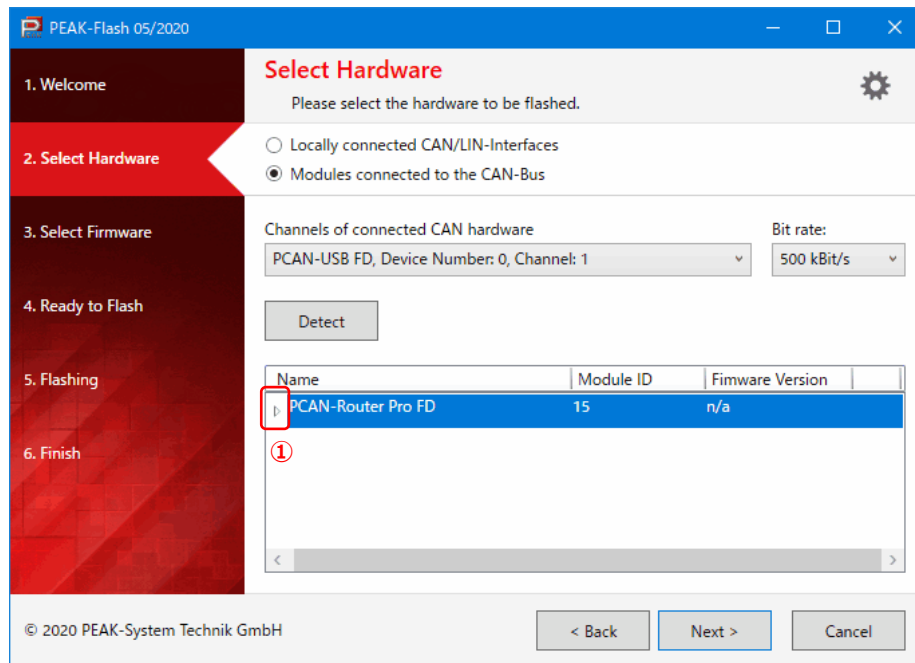 PEAK-Flash 05/2020
1. Welcome
2. Select Hardware
3. Select Firmware
4. Ready to Flash
5. Flashing
6. Finish
Select Hardware
Please select the hardware to be flashed.
Locally connected CAN/LIN-Interfaces
Modules connected to the CAN-Bus
Channels of connected CAN hardware
Bit rate:
PCAN-USB FD, Device Number: 0, Channel: 1
500 kBit/s
Detect
Name Module ID Fimware Version
PCAN-Router Pro FD 15 n/a
①
© 2020 PEAK-System Technik GmbH
< Back Next > Cancel